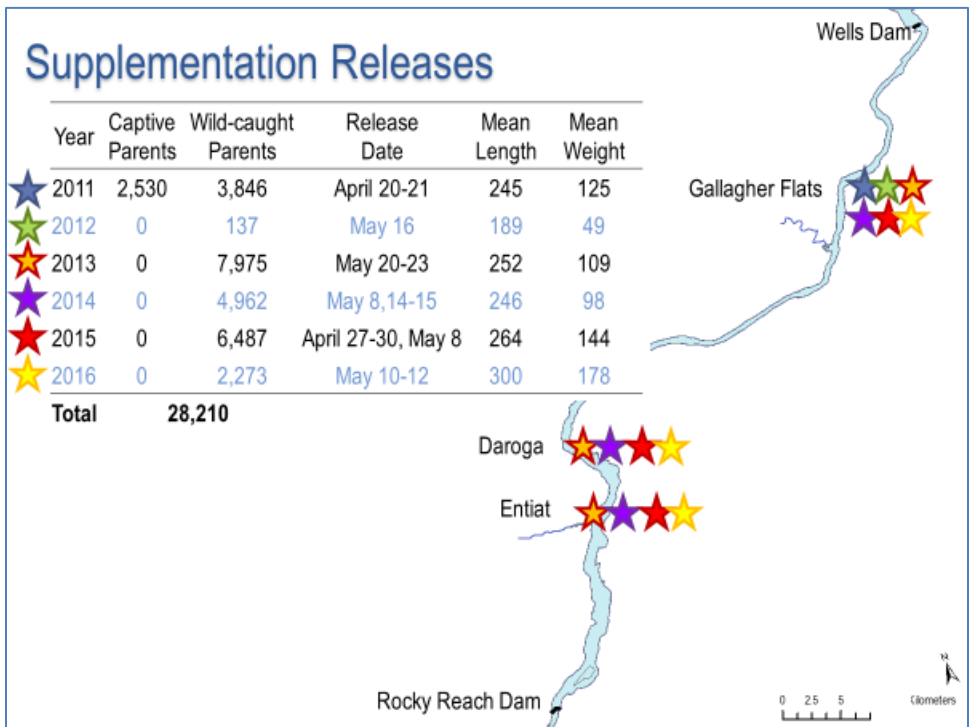 Supplementation Releases
Year Captive Parents Wild-caught Parents Release Date Mean Length Mean Weight
2011 2,530 3,846 April 20-21 245 125
2012 0 137 May 16 189 49
2013 0 7,975 May 20-23 252 109
2014 0 4,962 May 8,14-15 246 98
2015 0 6,487 April 27-30, May 8 264 144
2016 0 2,273 May 10-12 300 178
Total 28,210
Wells Dam
Gallagher Flats
Daroga
Entiat
Rocky Reach Dam
N
0 2.5 5 Kilometers